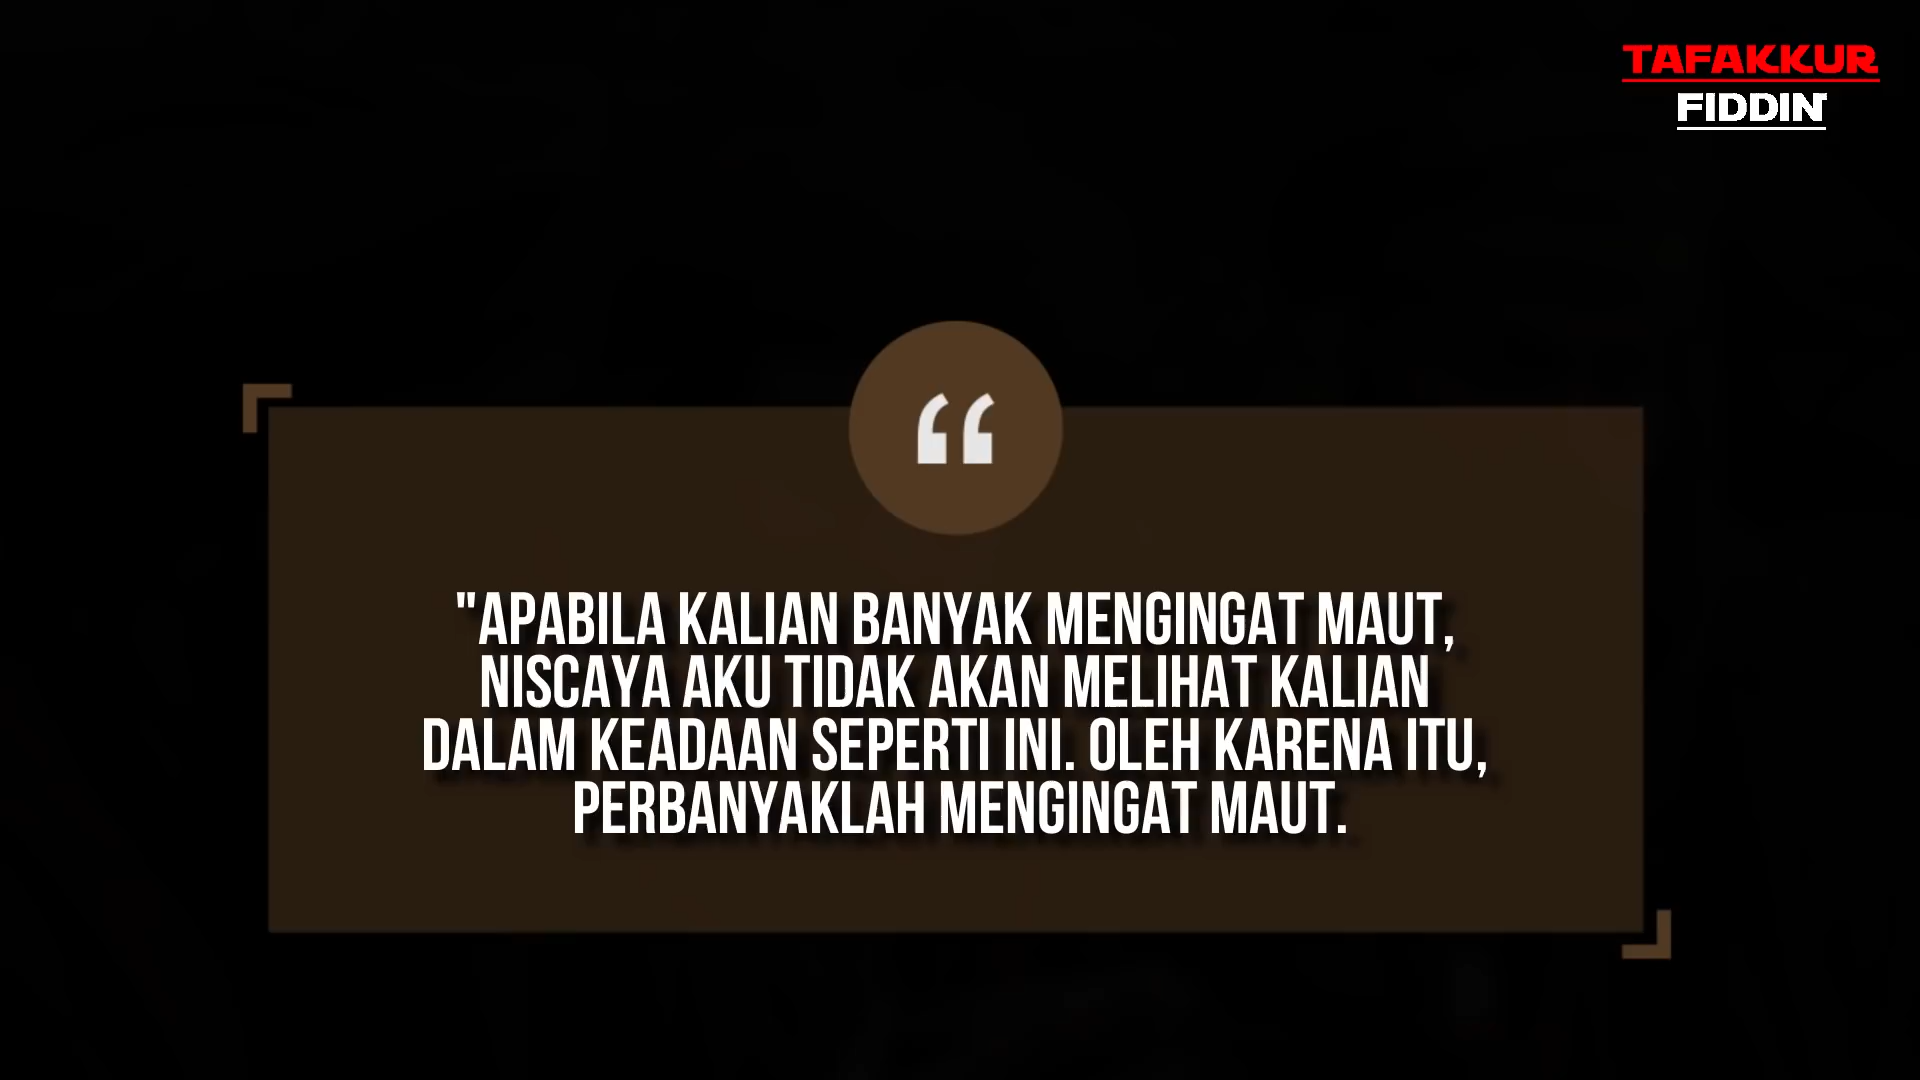 TAFAKKUR
FIDDIN
"APABILA KALIAN BANYAK MENGINGAT MAUT,
NISCAYA AKU TIDAK AKAN MELIHAT KALIAN
DALAM KEADAAN SEPERTI INI. OLEH KARENA ITU,
PERBANYAKLAH MENGINGAT MAUT.